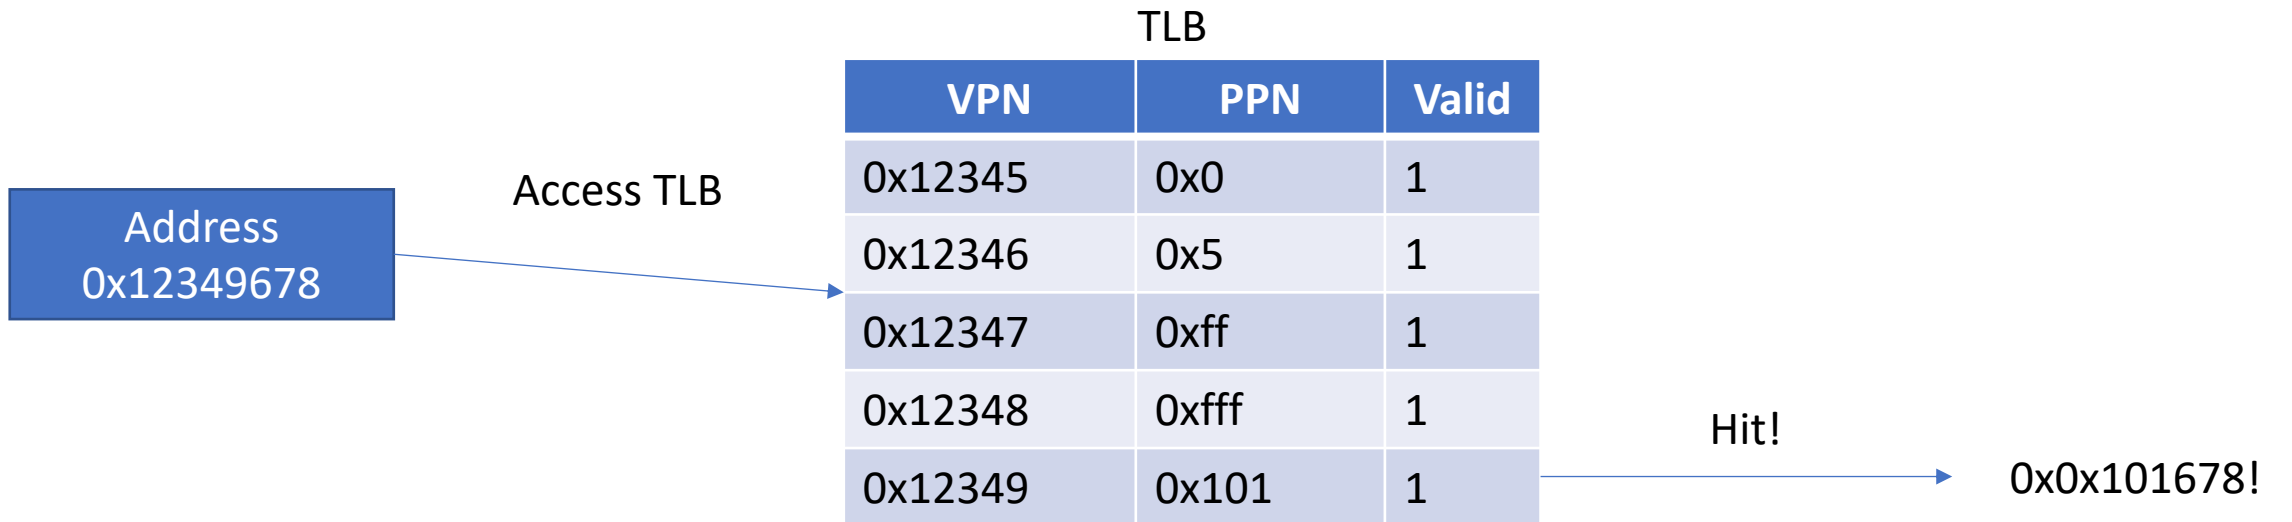 TLB
VPN PPN Valid
0x12345 0x0 1
0x12346 0x5 1
0x12347 0xff 1
0x12348 0xfff 1
0x12349 0x101 1
Address
0x12349678
Access TLB
Hit!
0x0x101678!